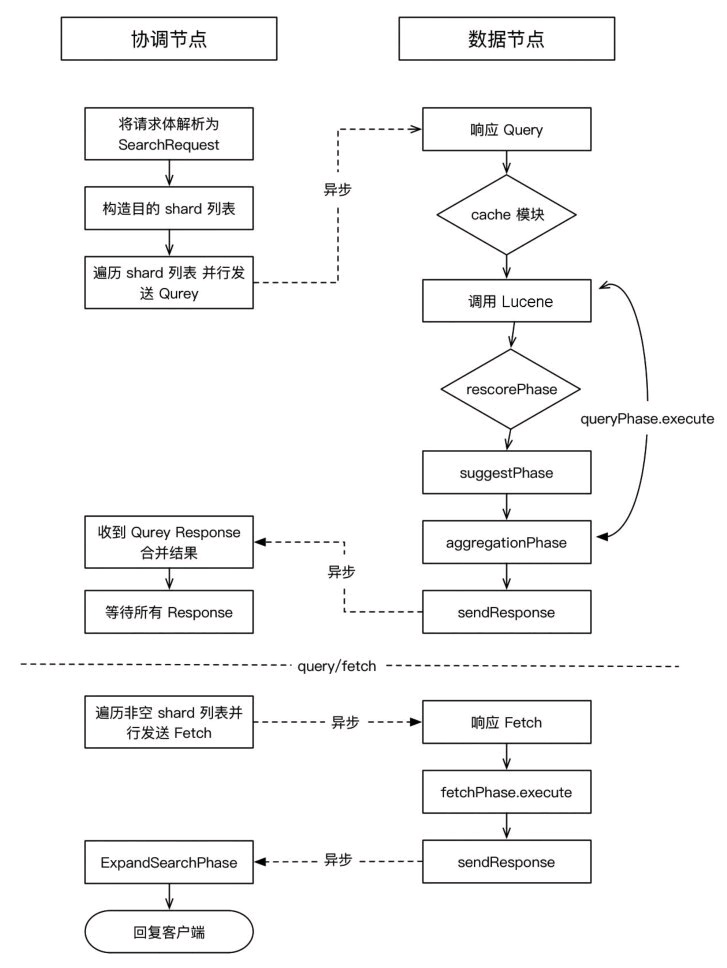 协调节点
数据节点
将请求体解析为
SearchRequest
构造目的 shard 列表
遍历 shard 列表 并行发
送 Qurey
异步
响应 Query
cache 模块
调用 Lucene
rescorePhase
queryPhase.execute
suggestPhase
aggregationPhase
sendResponse
异步
收到 Qurey Response
合并结果
等待所有 Response
query/fetch
遍历非空 shard 列表并
行发送 Fetch
异步
响应 Fetch
fetchPhase.execute
sendResponse
异步
ExpandSearchPhase
回复客户端